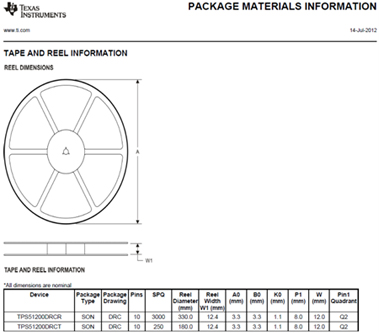 TEXAS
INSTRUMENTS
PACKAGE MATERIALS INFORMATION
www.ti.com
14-Jul-2012
TAPE AND REEL INFORMATION
REEL DIMENSIONS
A
W1
TAPE AND REEL INFORMATION
*All dimensions are nominal
Device Package Type Package Drawing Pins SPQ Reel Diameter (mm) Reel Width W1 (mm) A0 (mm) B0 (mm) K0 (mm) P1 (mm) W (mm) Pin1 Quadrant
TPS51200DRCR SON DRC 10 3000 330.0 12.4 3.3 3.3 1.1 8.0 12.0 Q2
TPS51200DRCT SON DRC 10 250 180.0 12.4 3.3 3.3 1.1 8.0 12.0 Q2